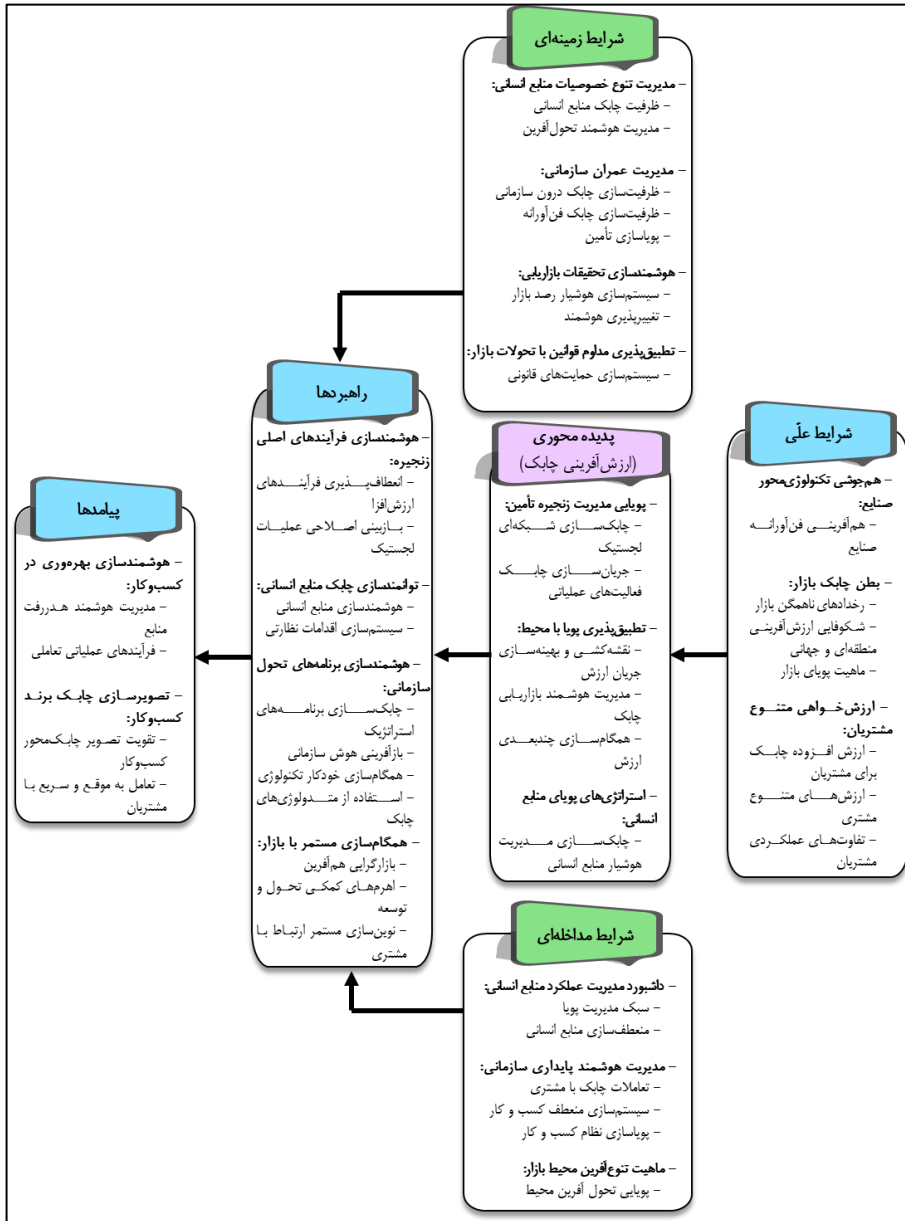 شرایط زمینه‌ای
– مدیریت تنوع خصوصیات منابع انسانی:
– ظرفیت چابک منابع انسانی
– مدیریت هوشمند تحول‌آفرین
– مدیریت عمران سازمانی:
– ظرفیت‌سازی چابک درون سازمانی
– ظرفیت‌سازی چابک فن‌آورانه
– پویاسازی تأمین
– هوشمندسازی تحقیقات بازاریابی:
– سیستم‌سازی هوشیار رصد بازار
– تغییرپذیری هوشمند
– تطبیق‌پذیری مداوم قوانین با تحولات بازار:
– سیستم‌سازی حمایت‌های قانونی
شرایط علّی
– هم‌جوشی تکنولوژی‌محور
صنایع:
– هم‌آفرینی فن‌آورانه
صنایع
– بطن چابک بازار:
– رخدادهای ناهمگن بازار
– شکوفایی ارزش‌آفرینی
منطقه‌ای و جهانی
– ماهیت پویای بازار
– ارزش‌خواهی متنوع
مشتریان:
– ارزش افزوده چابک
برای مشتریان
– ارزش‌های متنوع
مشتری
– تفاوت‌های عملکردی
مشتریان
پدیده محوری
(ارزش‌آفرینی چابک)
– پویایی مدیریت زنجیره تأمین:
– چابک‌سازی شبکه‌ای
لجستیک
– جریان‌سازی چابک
فعالیت‌های عملیاتی
– تطبیق‌پذیری پویا با محیط:
– نقشه‌کشی و بهینه‌سازی
جریان ارزش
– مدیریت هوشمند بازاریابی
چابک
– همگام‌سازی چندبعدی
ارزش
– استراتژی‌های پویای منابع
انسانی:
– چابک‌سازی مدیریت
هوشیار منابع انسانی
راهبردها
– هوشمندسازی فرآیندهای اصلی
زنجیره:
– انعطاف‌پذیری فرآیندهای
ارزش‌افزا
– بازبینی اصلاحی عملیات
لجستیک
– توانمندسازی چابک منابع انسانی:
– هوشمندسازی منابع انسانی
– سیستم‌سازی اقدامات نظارتی
– هوشمندسازی برنامه‌های تحول
سازمانی:
– چابک‌سازی برنامه‌های
استراتژیک
– بازآفرینی هوش سازمانی
– همگام‌سازی خودکار تکنولوژی
– استفاده از متدولوژی‌های
چابک
– همگام‌سازی مستمر با بازار:
– بازارگرایی هم‌آفرین
– اهرم‌های کمکی تحول و
توسعه
– نوین‌سازی مستمر ارتباط با
مشتری
پیامدها
– هوشمندسازی بهره‌وری در
کسب‌وکار:
– مدیریت هوشمند هدررفت
منابع
– فرآیندهای عملیاتی تعاملی
– تصویرسازی چابک برند
کسب‌وکار:
– تقویت تصویر چابک‌محور
کسب‌وکار
– تعامل به موقع و سریع با
مشتریان
شرایط مداخله‌ای
– داشبورد مدیریت عملکرد منابع انسانی:
– سبک مدیریت پویا
– منعطف‌سازی منابع انسانی
– مدیریت هوشمند پایداری سازمانی:
– تعاملات چابک با مشتری
– سیستم‌سازی منعطف کسب و کار
– پویاسازی نظام کسب و کار
– ماهیت تنوع‌آفرین محیط بازار:
– پویایی تحول آفرین محیط